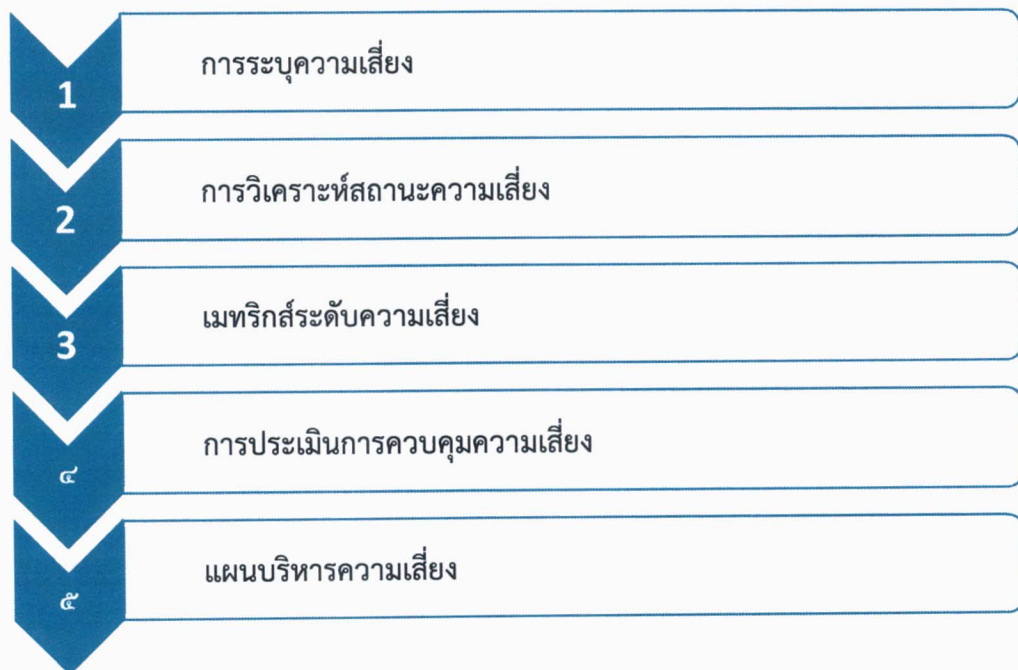 1 การระบุความเสี่ยง
2 การวิเคราะห์สถานะความเสี่ยง
3 เมทริกส์ระดับความเสี่ยง
๔ การประเมินการควบคุมความเสี่ยง
๕ แผนบริหารความเสี่ยง